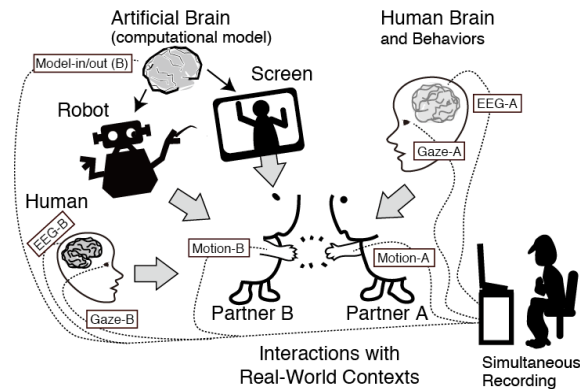 Artificial Brain
(computational model)
Human Brain
and Behaviors
Model-in/out (B)
Screen
Robot
EEG-A
Gaze-A
Human
EEG-B
Gaze-B
Motion-B
Motion-A
Partner B
Partner A
Interactions with
Real-World Contexts
Simultaneous
Recording